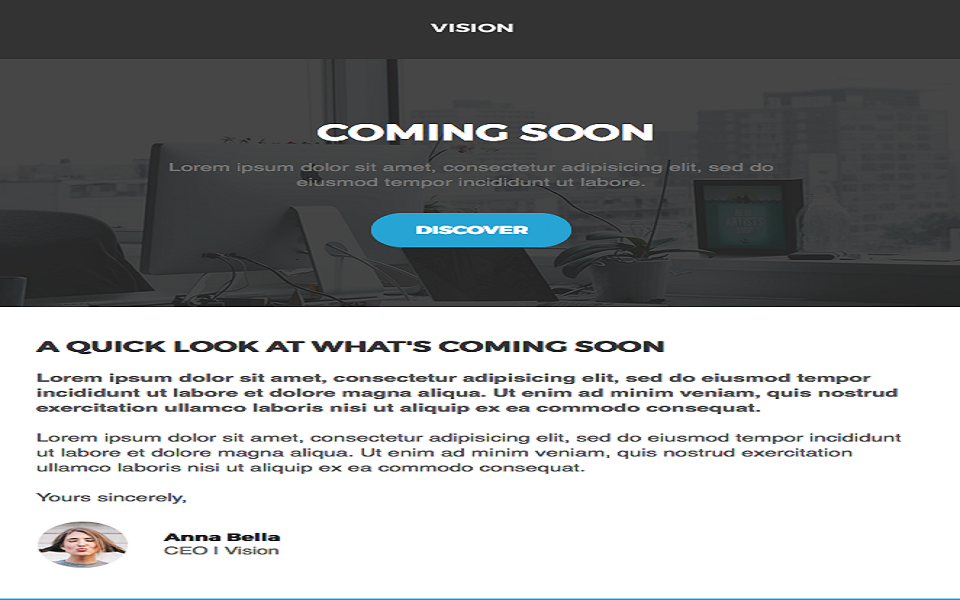 VISION
COMING SOON
Lorem ipsum dolor sit amet, consectetur adipisicing elit, sed do
eiusmod tempor incididunt ut labore.
DISCOVER
A QUICK LOOK AT WHAT'S COMING SOON
Lorem ipsum dolor sit amet, consectetur adipisicing elit, sed do eiusmod tempor
incididunt ut labore et dolore magna aliqua. Ut enim ad minim veniam, quis nostrud
exercitation ullamco laboris nisi ut aliquip ex ea commodo consequat.
Lorem ipsum dolor sit amet, consectetur adipisicing elit, sed do eiusmod tempor incididunt
ut labore et dolore magna aliqua. Ut enim ad minim veniam, quis nostrud exercitation
ullamco laboris nisi ut aliquip ex ea commodo consequat.
Yours sincerely,
Anna Bella
CEO I Vision